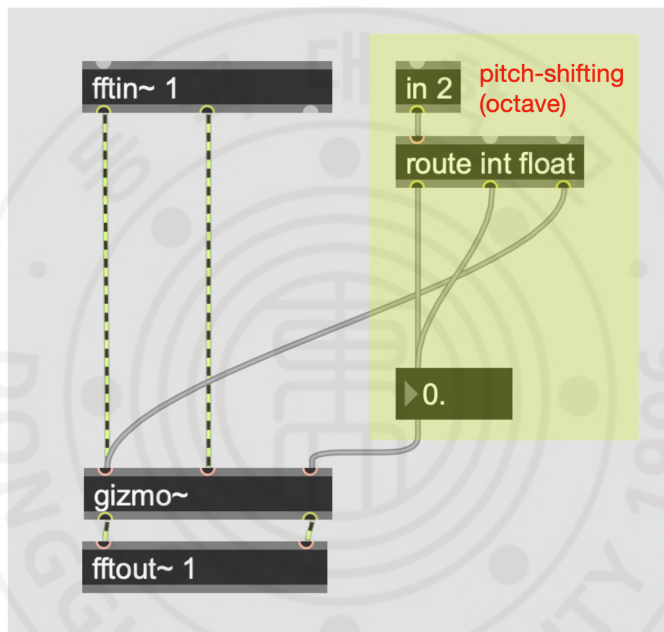 fftin~ 1
in 2
pitch-shifting
(octave)
route int float
0.
gizmo~
fftout~ 1